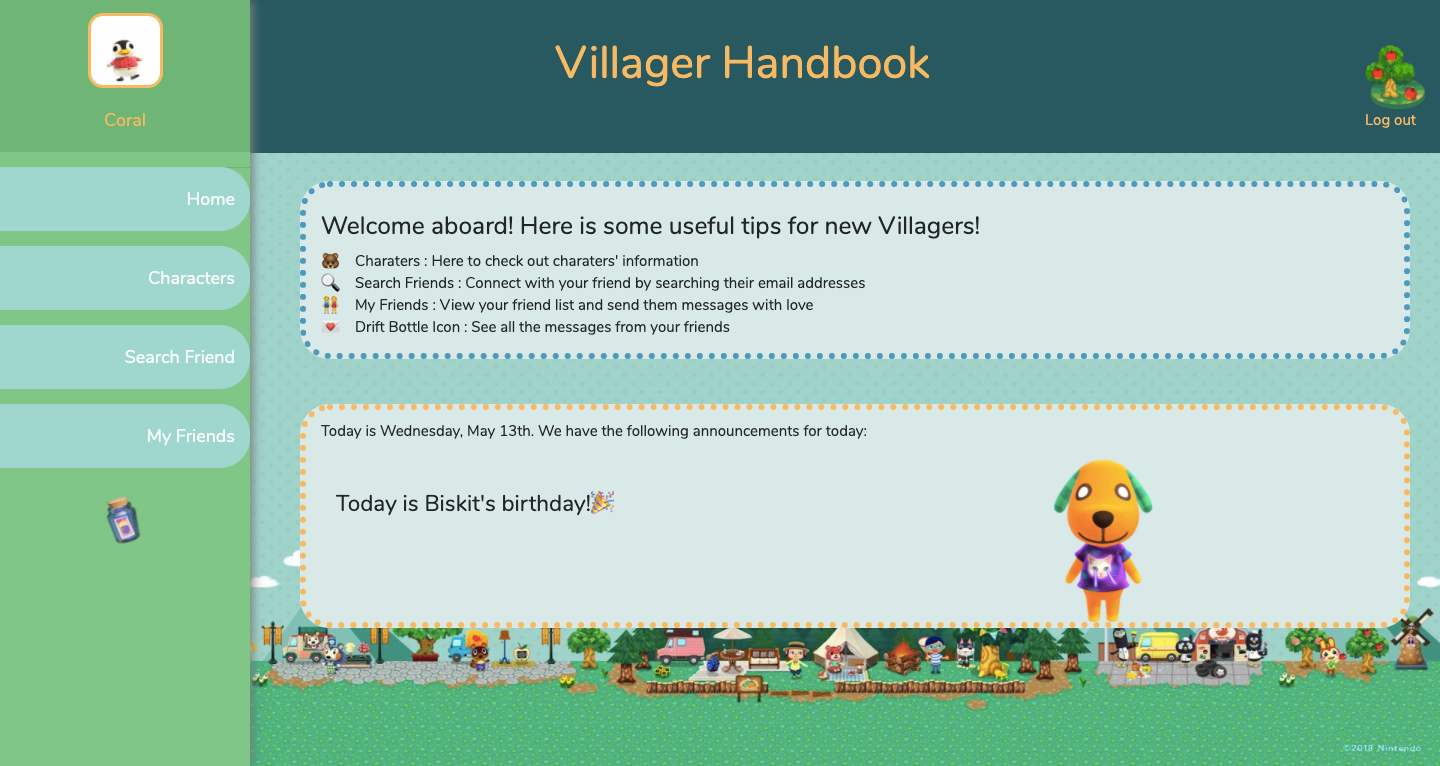 Villager Handbook
Coral
Log out
Home
Characters
Search Friend
My Friends
Welcome aboard! Here is some useful tips for new Villagers!
Charaters : Here to check out charaters' information
Search Friends : Connect with your friend by searching their email addresses
My Friends : View your friend list and send them messages with love
Drift Bottle Icon : See all the messages from your friends
Today is Wednesday, May 13th. We have the following announcements for today:
Today is Biskit's birthday!🎉
©2018 Nintendo